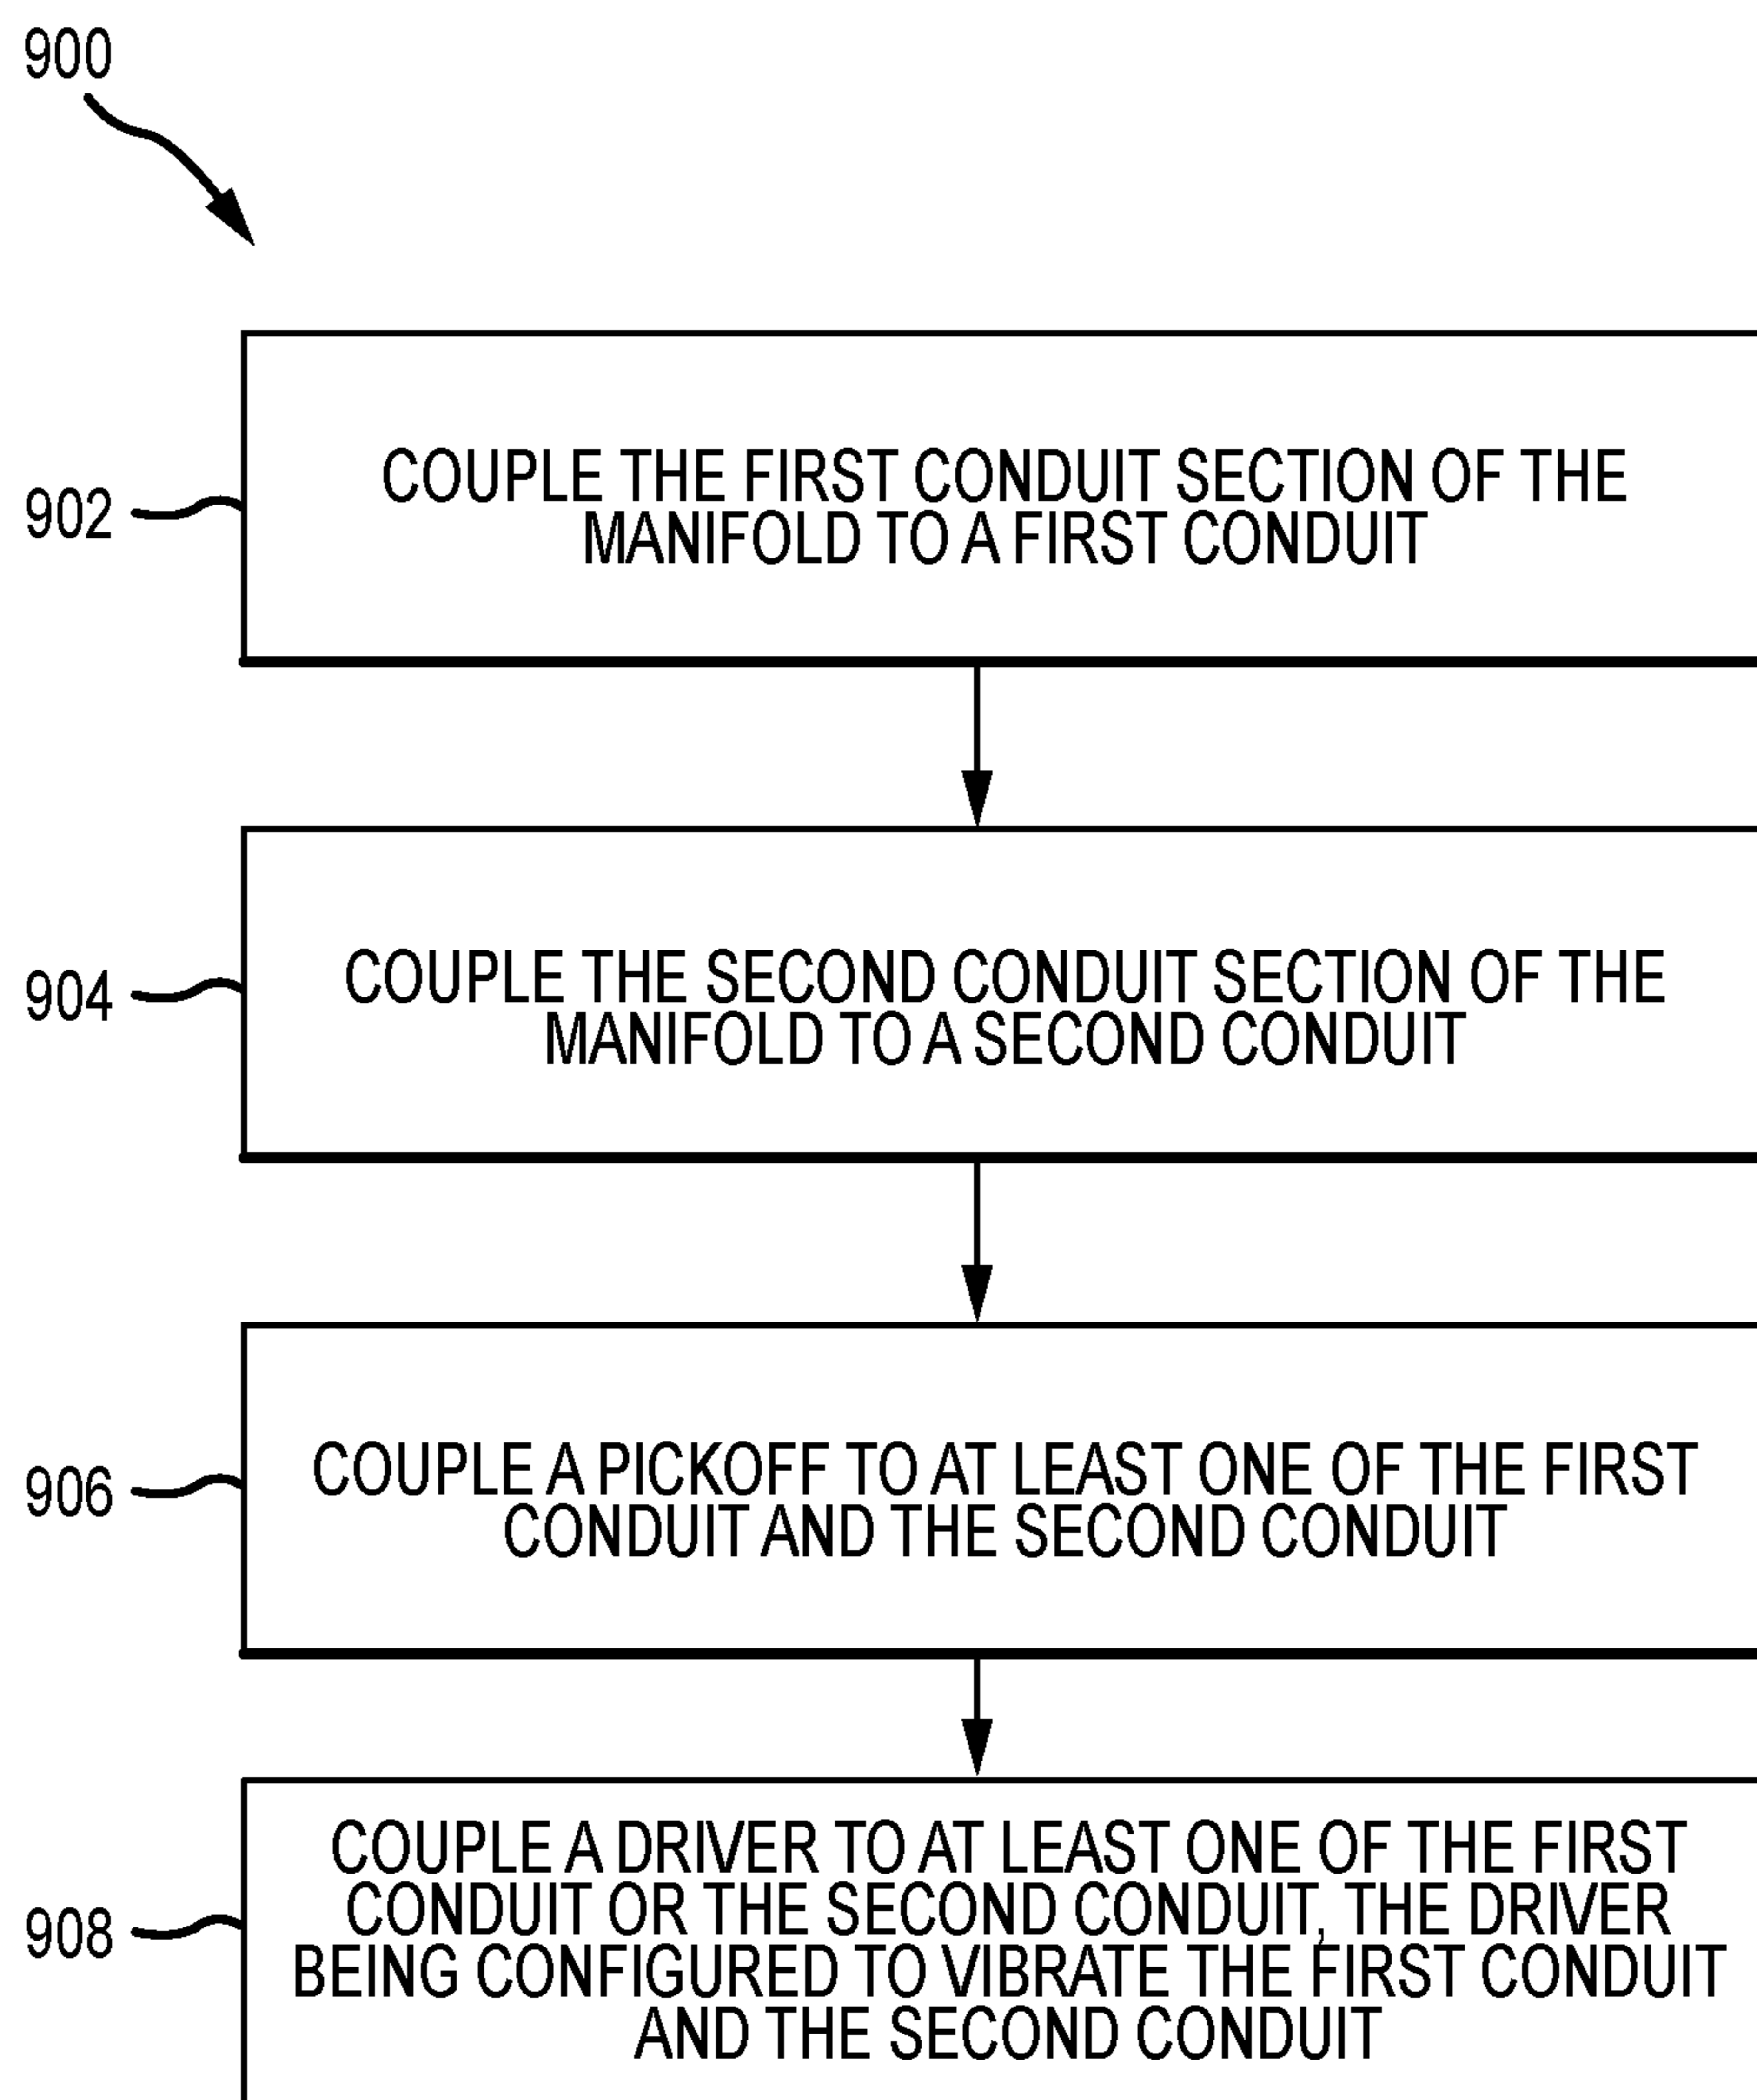 900
902
COUPLE THE FIRST CONDUIT SECTION OF THE
MANIFOLD TO A FIRST CONDUIT
904
COUPLE THE SECOND CONDUIT SECTION OF THE
MANIFOLD TO A SECOND CONDUIT
906
COUPLE A PICKOFF TO AT LEAST ONE OF THE FIRST
CONDUIT AND THE SECOND CONDUIT
908
COUPLE A DRIVER TO AT LEAST ONE OF THE FIRST
CONDUIT OR THE SECOND CONDUIT, THE DRIVER
BEING CONFIGURED TO VIBRATE THE FIRST CONDUIT
AND THE SECOND CONDUIT